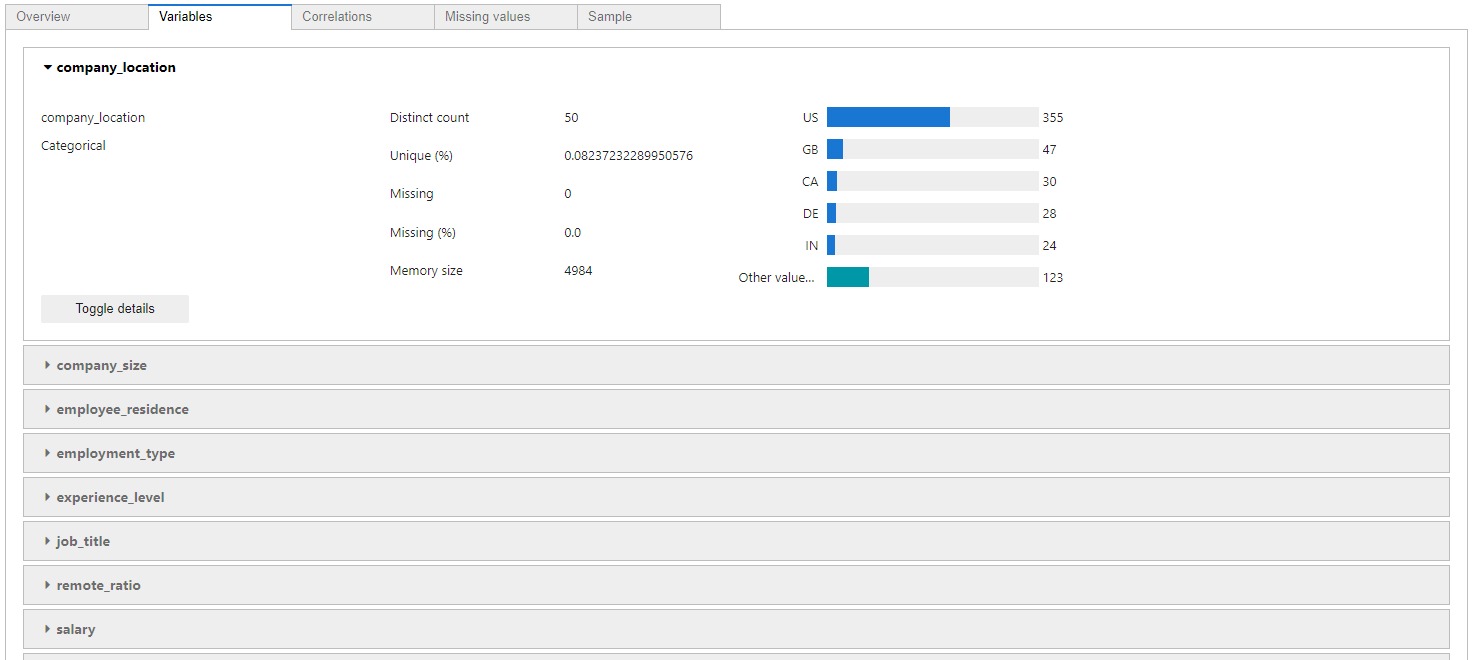 Overview
Variables
Correlations
Missing values
Sample
company_location
company_location
Categorical
Distinct count 50
Unique (%) 0.08237232289950576
Missing 0
Missing (%) 0.0
Memory size 4984
US 355
GB 47
CA 30
DE 28
IN 24
Other value... 123
Toggle details
company_size
employee_residence
employment_type
experience_level
job_title
remote_ratio
salary